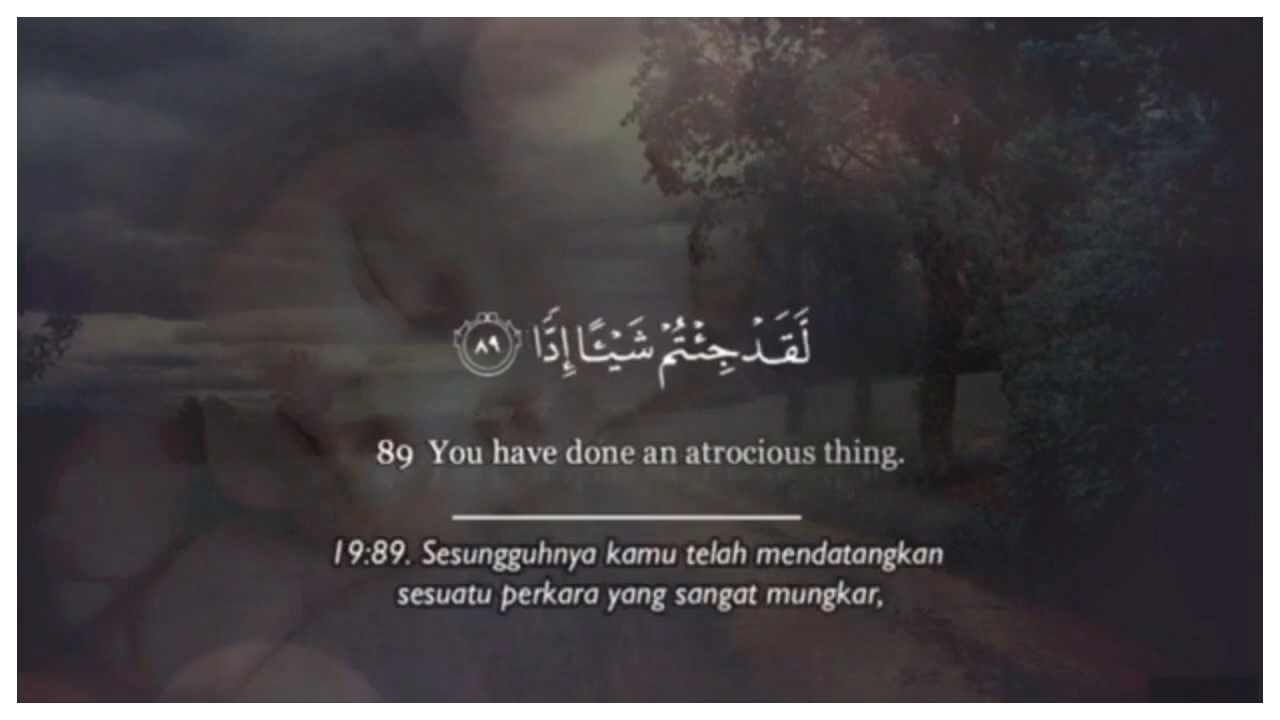 لَّقَدْ جِئْتُمْ شَيْـًٔا إِدًّا ٨٩
89 You have done an atrocious thing.
19:89. Sesungguhnya kamu telah mendatangkan
sesuatu perkara yang sangat mungkar,